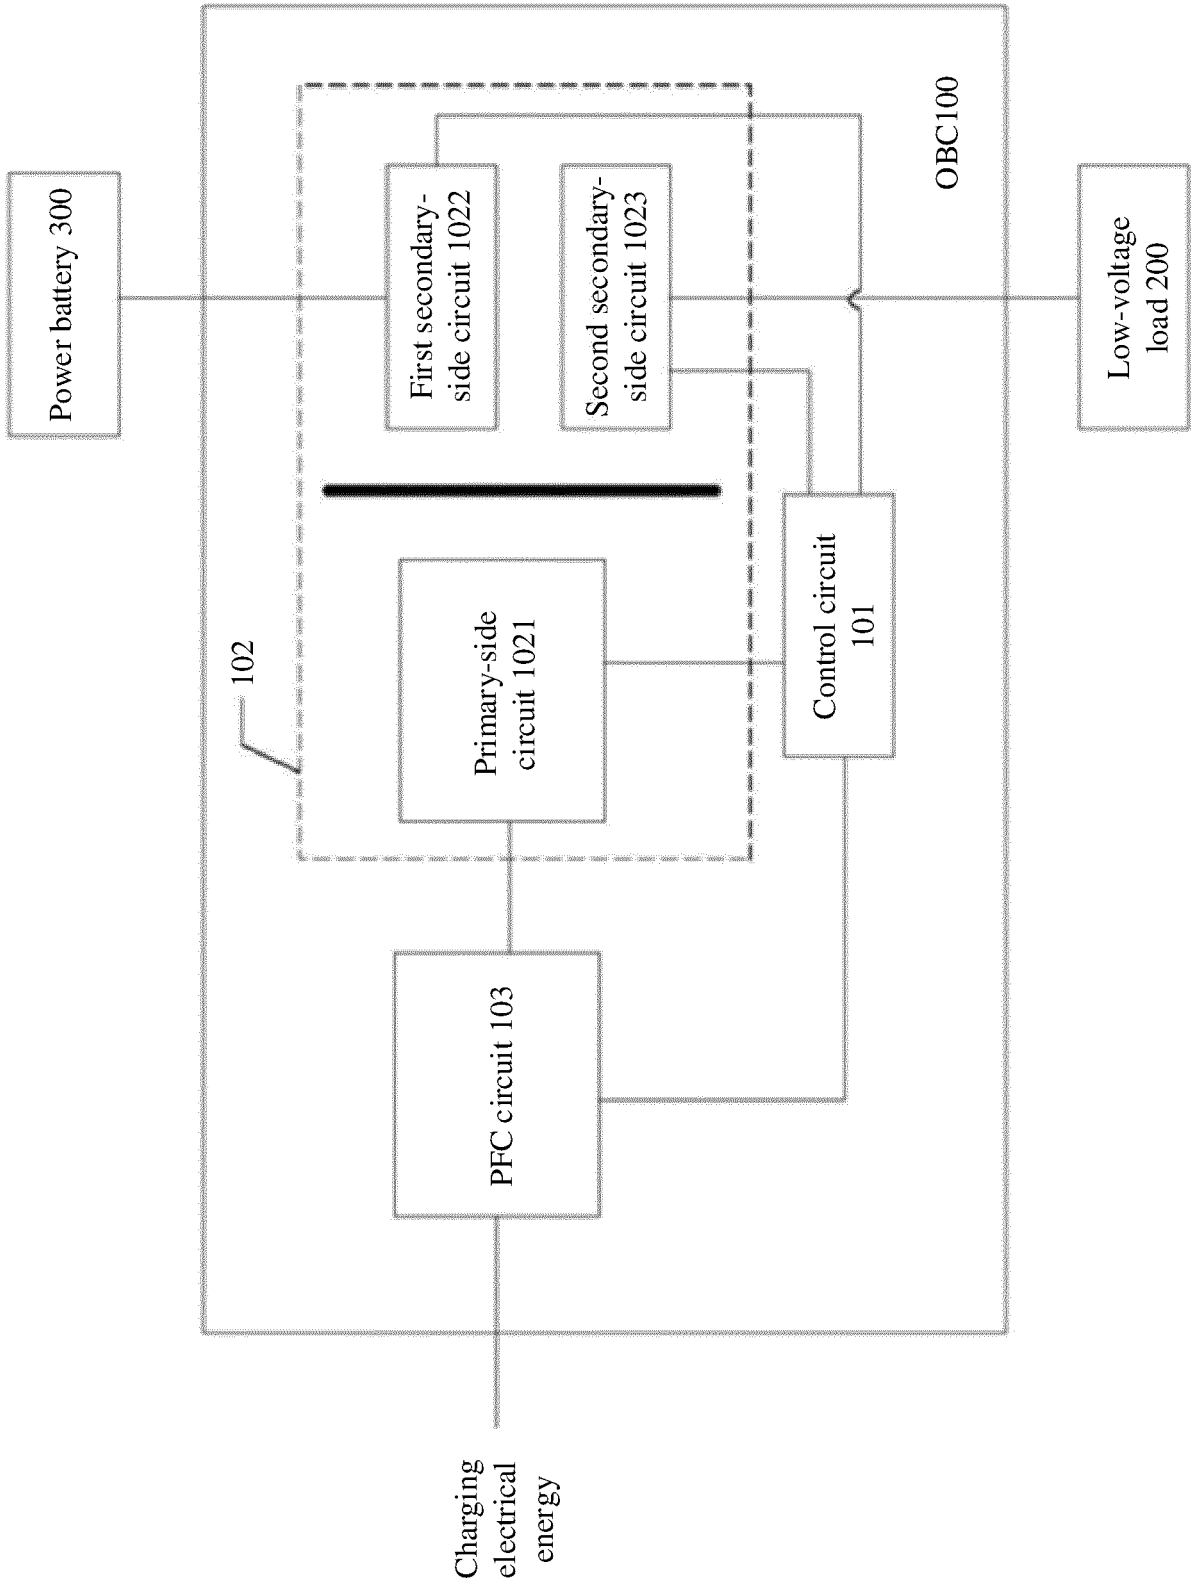 Power battery 300
First secondary-
side circuit 1022
Second secondary-
side circuit 1023
OBC100
Low-voltage
load 200
102
Primary-side
circuit 1021
Control circuit
101
PFC circuit 103
Charging
electrical
energy